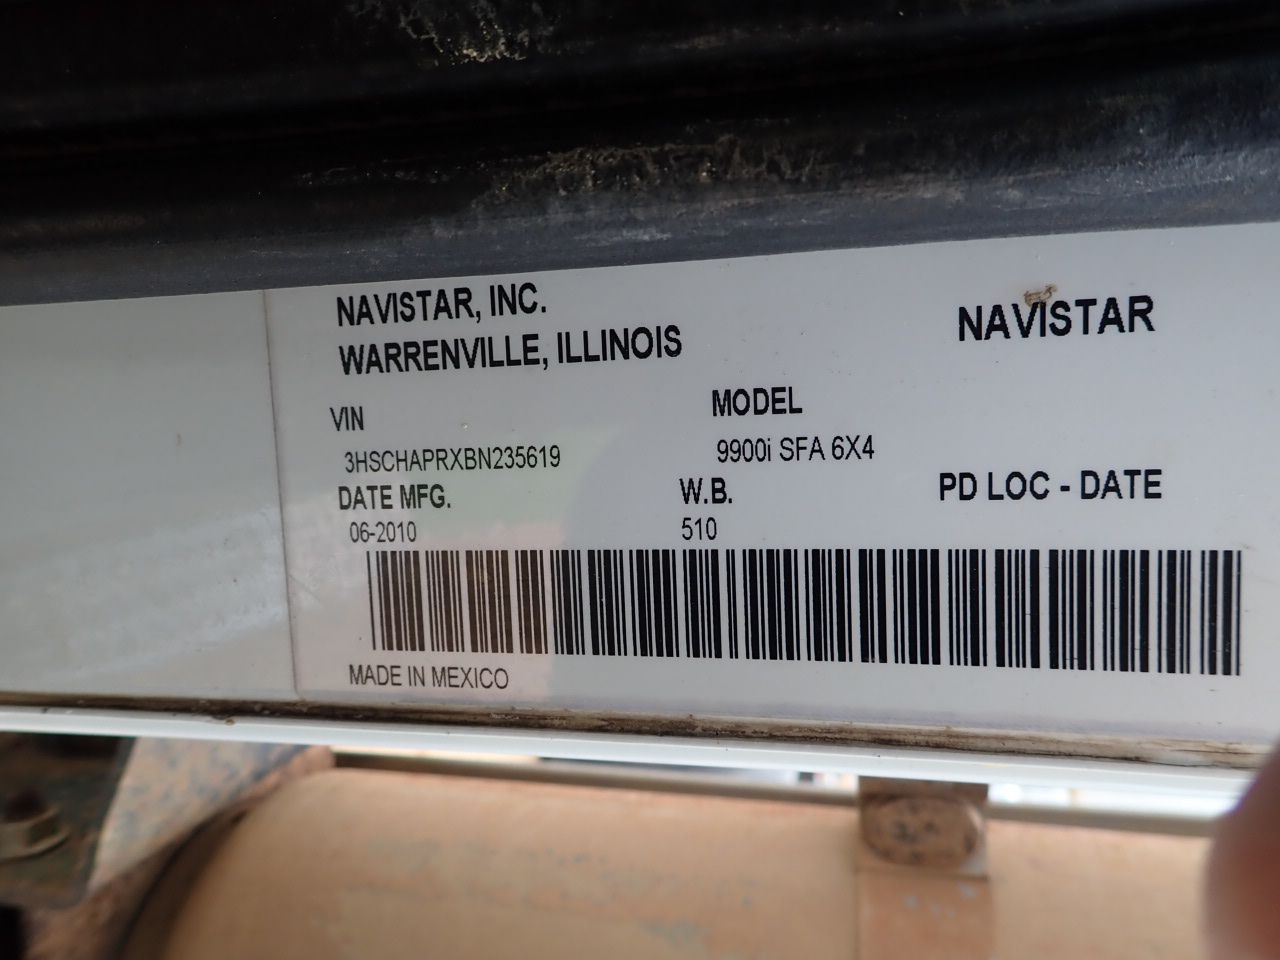 NAVISTAR, INC.
WARRENVILLE, ILLINOIS
NAVISTAR
VIN
MODEL
3HSCHAPRXBN235619
9900i SFA 6X4
DATE MFG.
W.B.
PD LOC - DATE
06-2010
510
MADE IN MEXICO